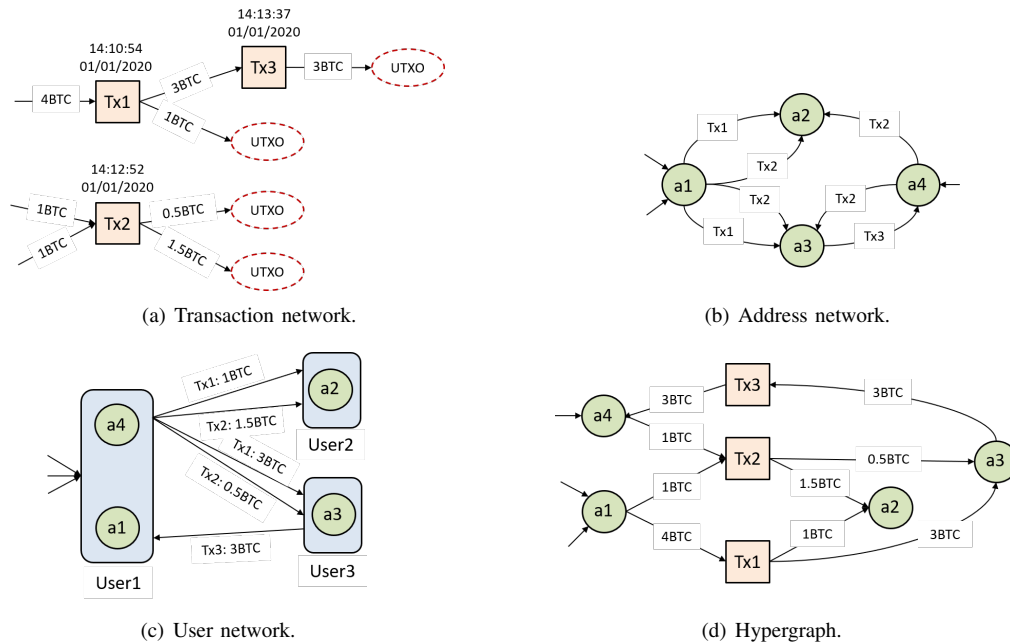 14:13:37
01/01/2020
14:10:54
01/01/2020
4BTC
Tx1
3BTC
Tx3
3BTC
UTXO
1BTC
UTXO
14:12:52
01/01/2020
1BTC
1BTC
Tx2
0.5BTC
UTXO
1.5BTC
UTXO
(a) Transaction network.
a2
Tx1
Tx2
Tx2
a1
a4
Tx2
Tx2
Tx1
Tx3
a3
(b) Address network.
a4
a1
User1
Tx1: 1BTC
Tx2: 1.5BTC
Tx1: 3BTC
Tx2: 0.5BTC
Tx3: 3BTC
a2
User2
a3
User3
(c) User network.
Tx3
3BTC
3BTC
a4
1BTC
Tx2
0.5BTC
a3
1BTC
1.5BTC
a1
a2
4BTC
1BTC
3BTC
Tx1
(d) Hypergraph.